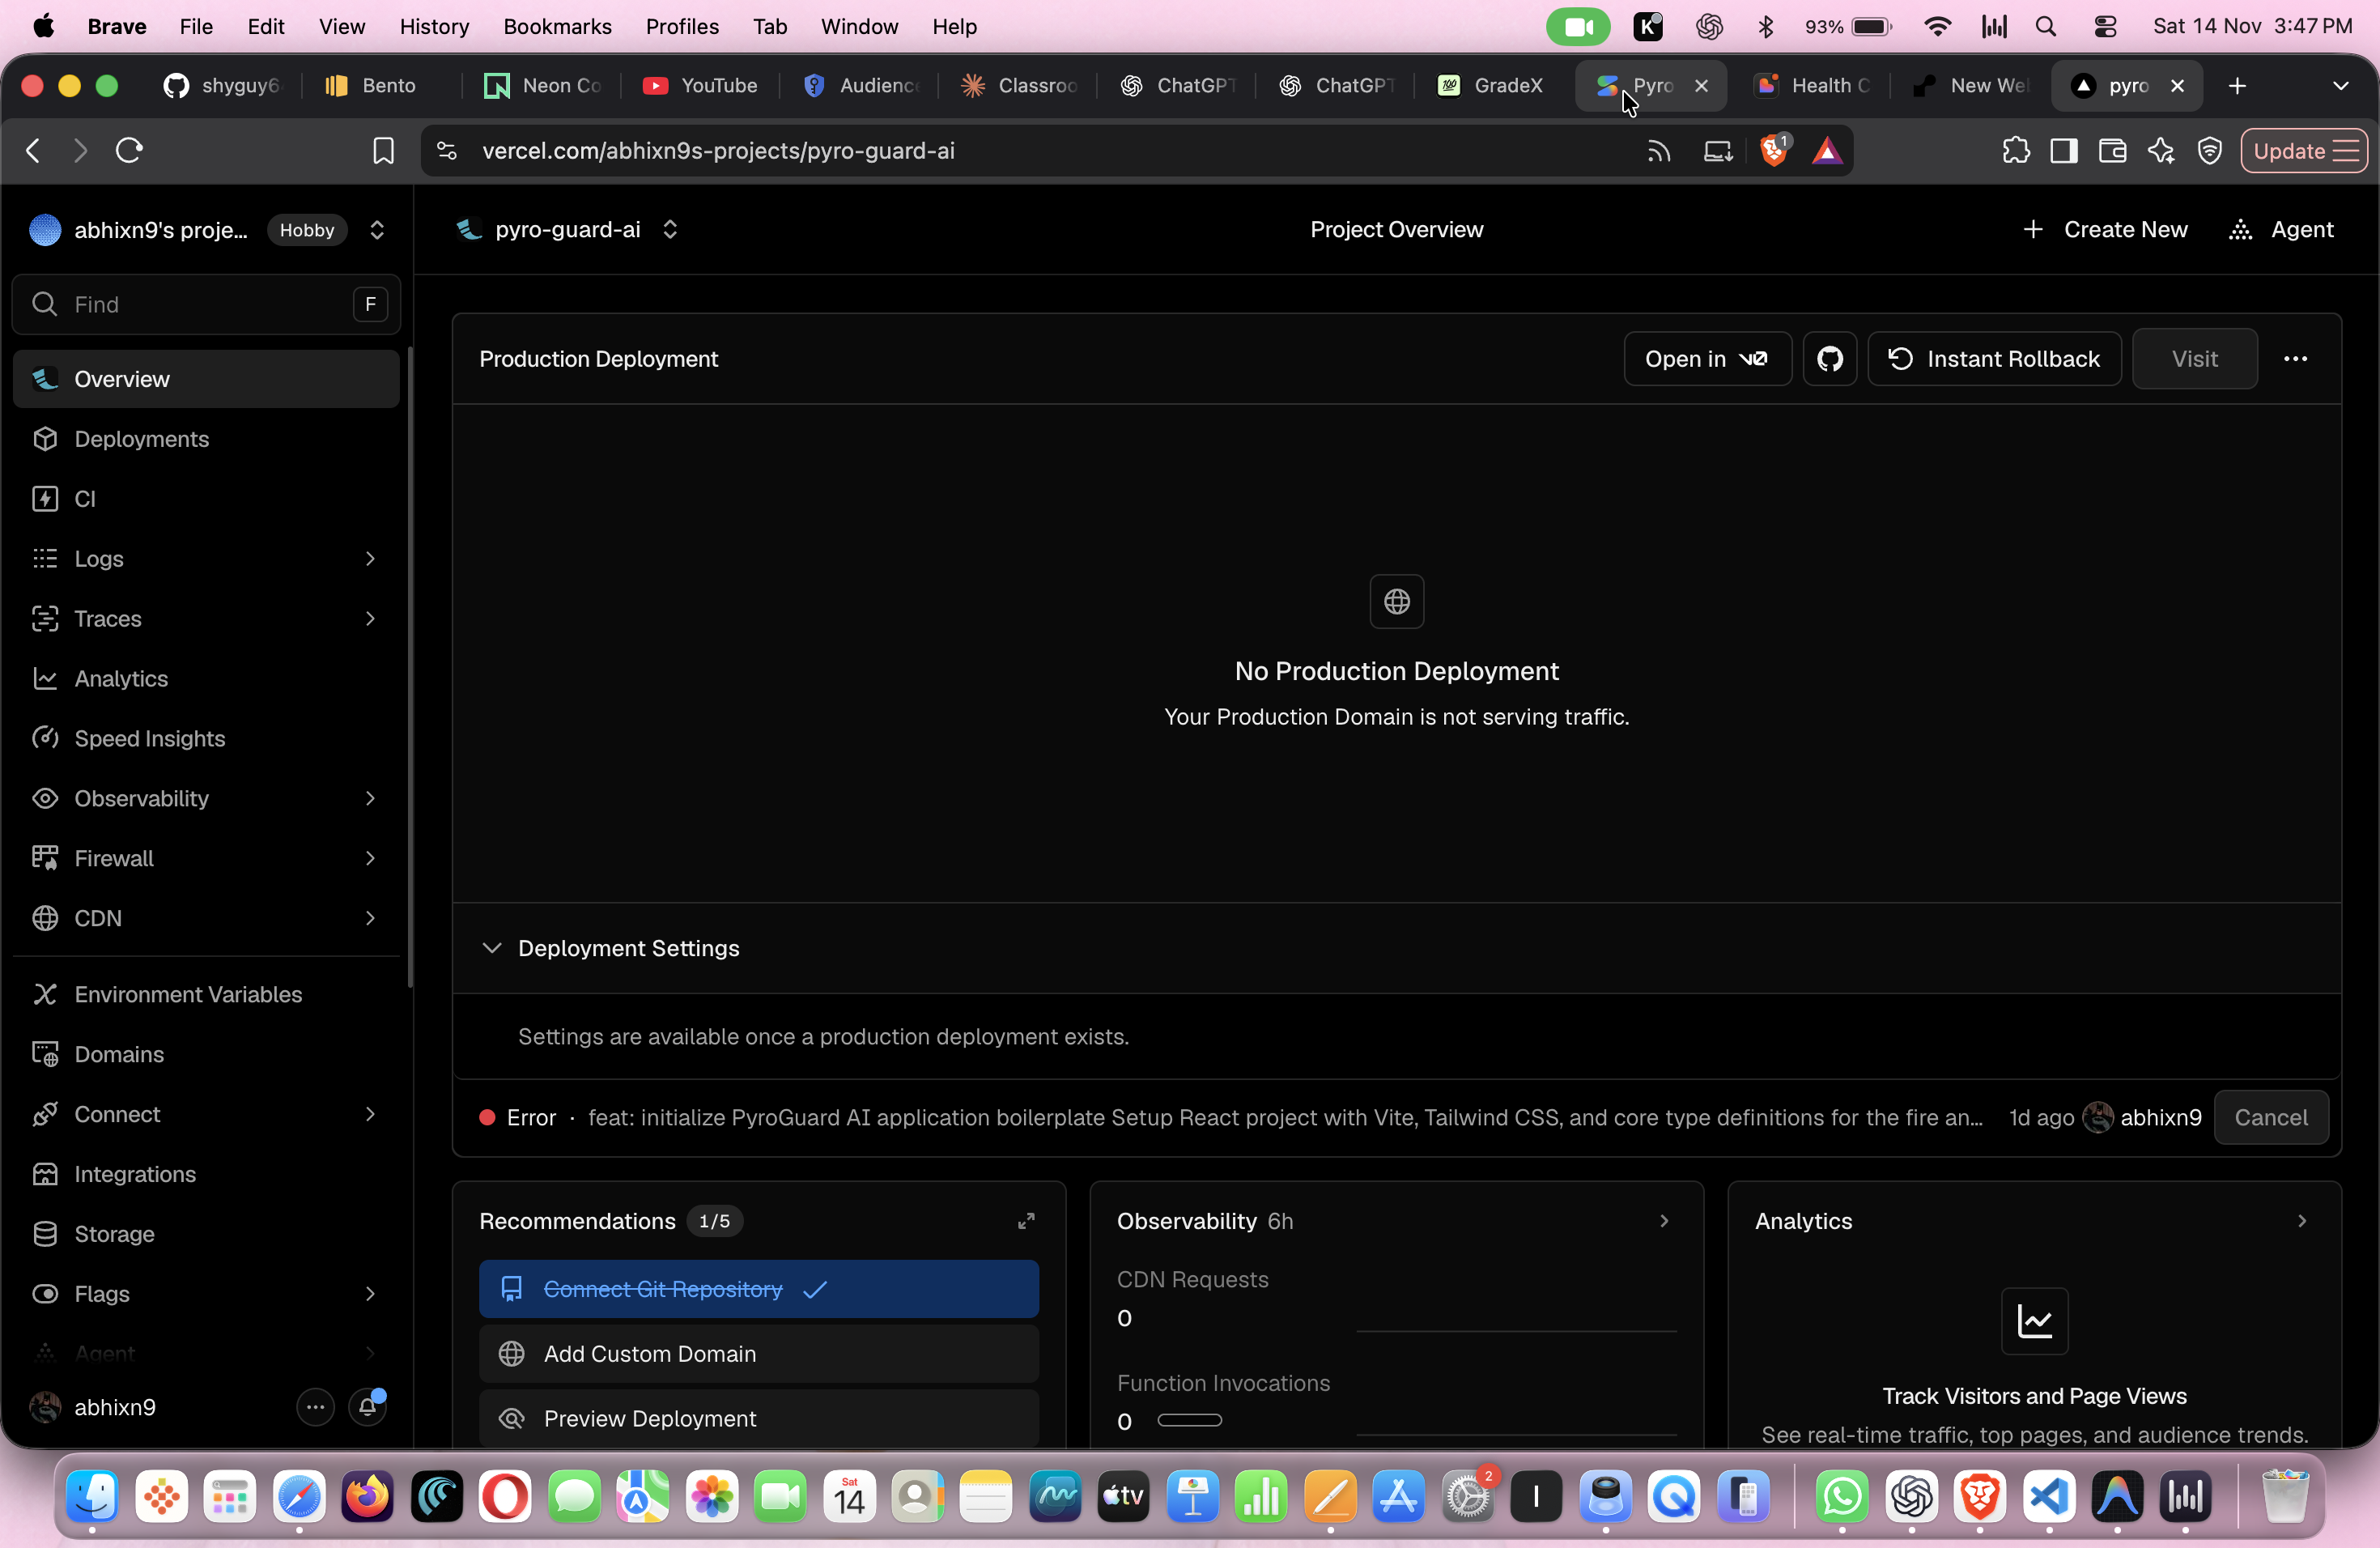 Brave File Edit View History Bookmarks Profiles Tab Window Help
K 93% Sat 14 Nov 3:47 PM
shyguy6 Bento Neon Co YouTube Audience Classroo ChatGPT ChatGPT GradeX Pyro Health C New We pyro
vercel.com/abhixn9s-projects/pyro-guard-ai
1
Update
abhixn9's proje... Hobby
pyro-guard-ai
Project Overview
Create New
Agent
Find F
Overview
Deployments
CI
Logs
Traces
Analytics
Speed Insights
Observability
Firewall
CDN
Environment Variables
Domains
Connect
Integrations
Storage
Flags
Agent
abhixn9
Production Deployment
Open in v0
Instant Rollback
Visit
No Production Deployment
Your Production Domain is not serving traffic.
Deployment Settings
Settings are available once a production deployment exists.
Error · feat: initialize PyroGuard AI application boilerplate Setup React project with Vite, Tailwind CSS, and core type definitions for the fire an... 1d ago abhixn9 Cancel
Recommendations 1/5
Connect Git Repository
Add Custom Domain
Preview Deployment
Observability 6h
CDN Requests
0
Function Invocations
0
Analytics
Track Visitors and Page Views
See real-time traffic, top pages, and audience trends.
Sat
14
tv
2